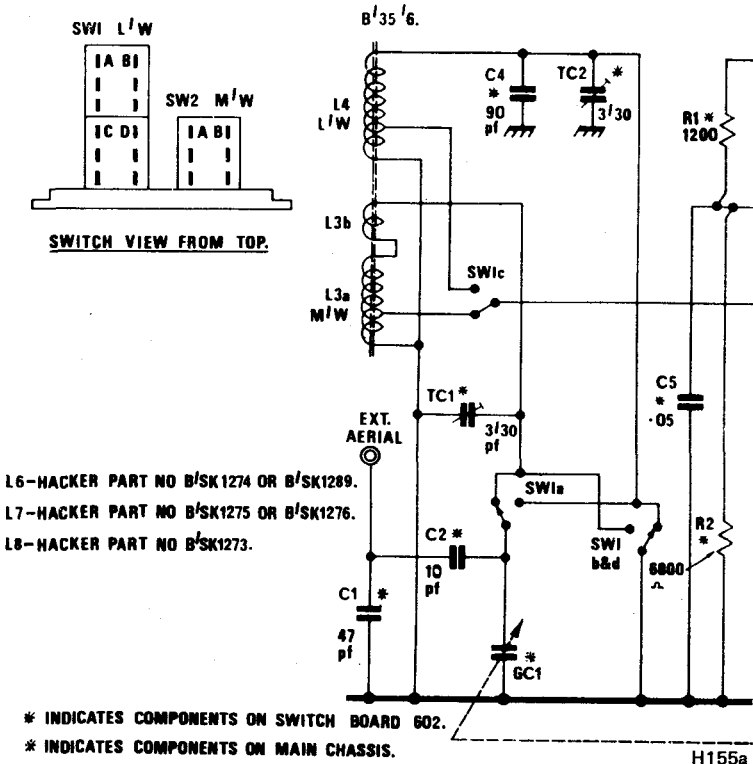 B/35/6.
SW1 L/W
A B
C D
SW2 M/W
A B
SWITCH VIEW FROM TOP.
L4
L/W
L3b
L3a
M/W
C4
*
90
pf
TC2 *
3/30
R1 *
1200
SW1c
TC1 *
3/30
pf
EXT.
AERIAL
C5
*
.05
L6-HACKER PART NO B/SK1274 OR B/SK1289.
L7-HACKER PART NO B/SK1275 OR B/SK1276.
L8-HACKER PART NO B/SK1273.
SW1a
SW1
b&d
R2
*
6800
Ω
C2 *
10
pf
C1 *
47
pf
*
GC1
* INDICATES COMPONENTS ON SWITCH BOARD 602.
* INDICATES COMPONENTS ON MAIN CHASSIS.
H155a